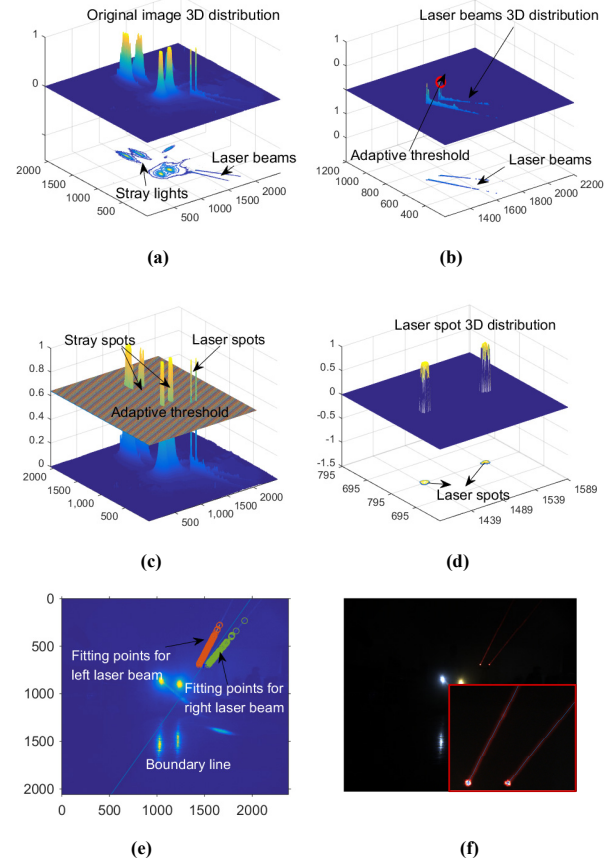 Original image 3D distribution
1
0
2000
1500
1000
500
Stray lights
Laser beams
500
1000
1500
2000
(a)
Laser beams 3D distribution
1
0
1
0
Adaptive threshold
Laser beams
1200
1000
800
600
400
1400
1600
1800
2000
2200
(b)
1
0.8
0.6
0.4
0.2
0
Stray spots
Laser spots
Adaptive threshold
2000
1500
1000
500
500
1,000
1,500
2000
(c)
Laser spot 3D distribution
1
0.5
0
-0.5
-1
-1.5
Laser spots
795
695
795
695
1439
1489
1539
1589
(d)
0
500
1000
1500
2000
Fitting points for
left laser beam
Fitting points for
right laser beam
Boundary line
0
500
1000
1500
2000
(e)
(f)